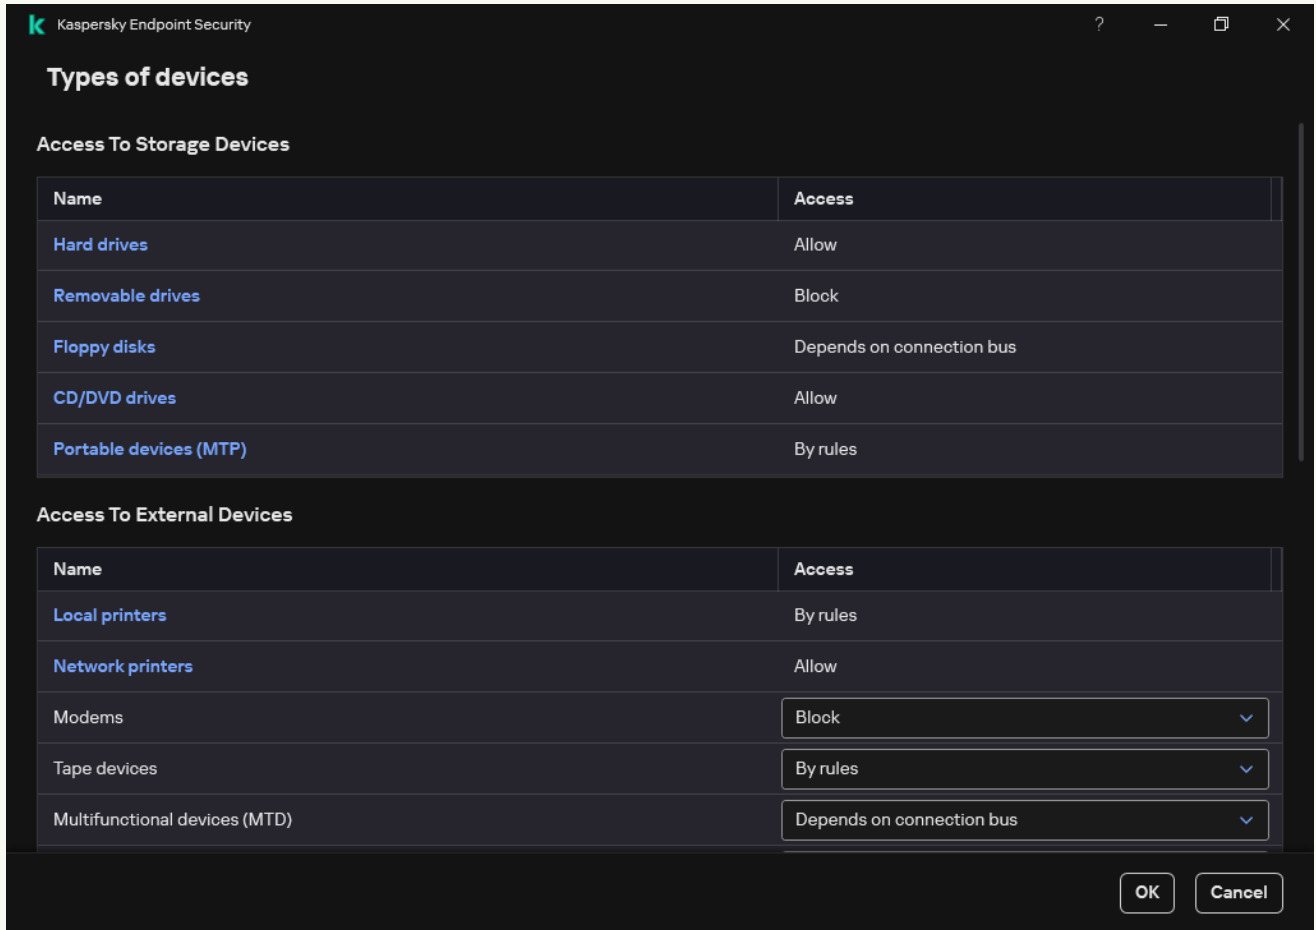 Kaspersky Endpoint Security
?
Types of devices
Access To Storage Devices
Name Access
Hard drives Allow
Removable drives Block
Floppy disks Depends on connection bus
CD/DVD drives Allow
Portable devices (MTP) By rules
Access To External Devices
Name Access
Local printers By rules
Network printers Allow
Modems Block
Tape devices By rules
Multifunctional devices (MTD) Depends on connection bus
OK Cancel